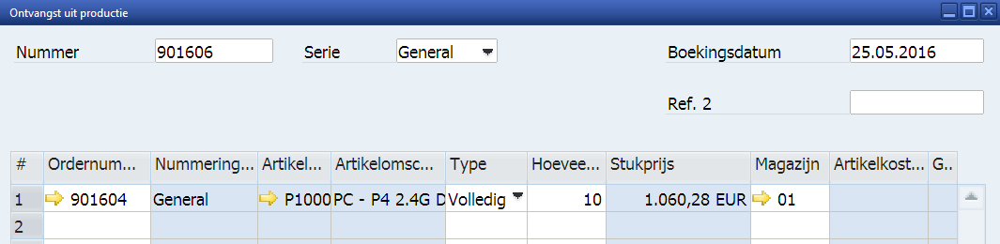 Ontvangst uit productie
Nummer 901606 Serie General Boekingsdatum 25.05.2016
Ref. 2
# Ordernum... Nummering... Artikel... Artikelomsc... Type Hoevee... Stukprijs Magazijn Artikelkost... G..
1 901604 General P1000 PC - P4 2.4G D Volledig 10 1.060,28 EUR 01
2